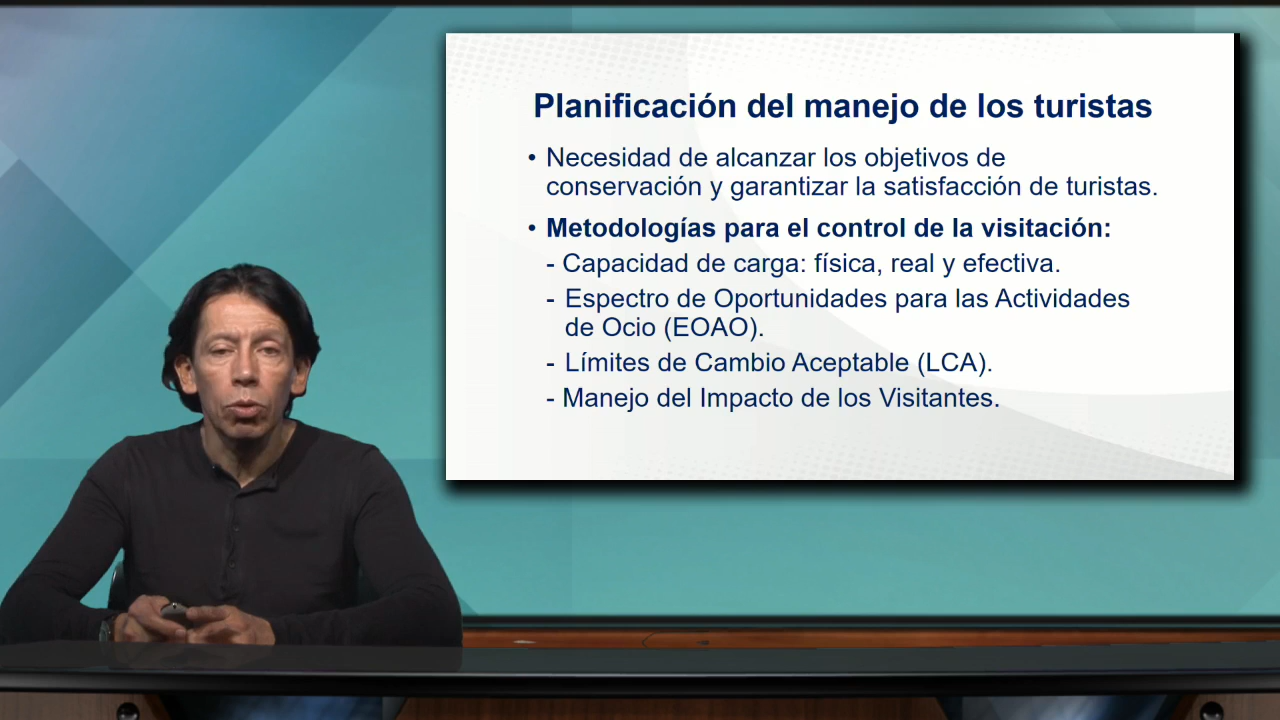 Planificación del manejo de los turistas
• Necesidad de alcanzar los objetivos de
conservación y garantizar la satisfacción de turistas.
• Metodologías para el control de la visitación:
- Capacidad de carga: física, real y efectiva.
- Espectro de Oportunidades para las Actividades
de Ocio (EOAO).
- Límites de Cambio Aceptable (LCA).
- Manejo del Impacto de los Visitantes.